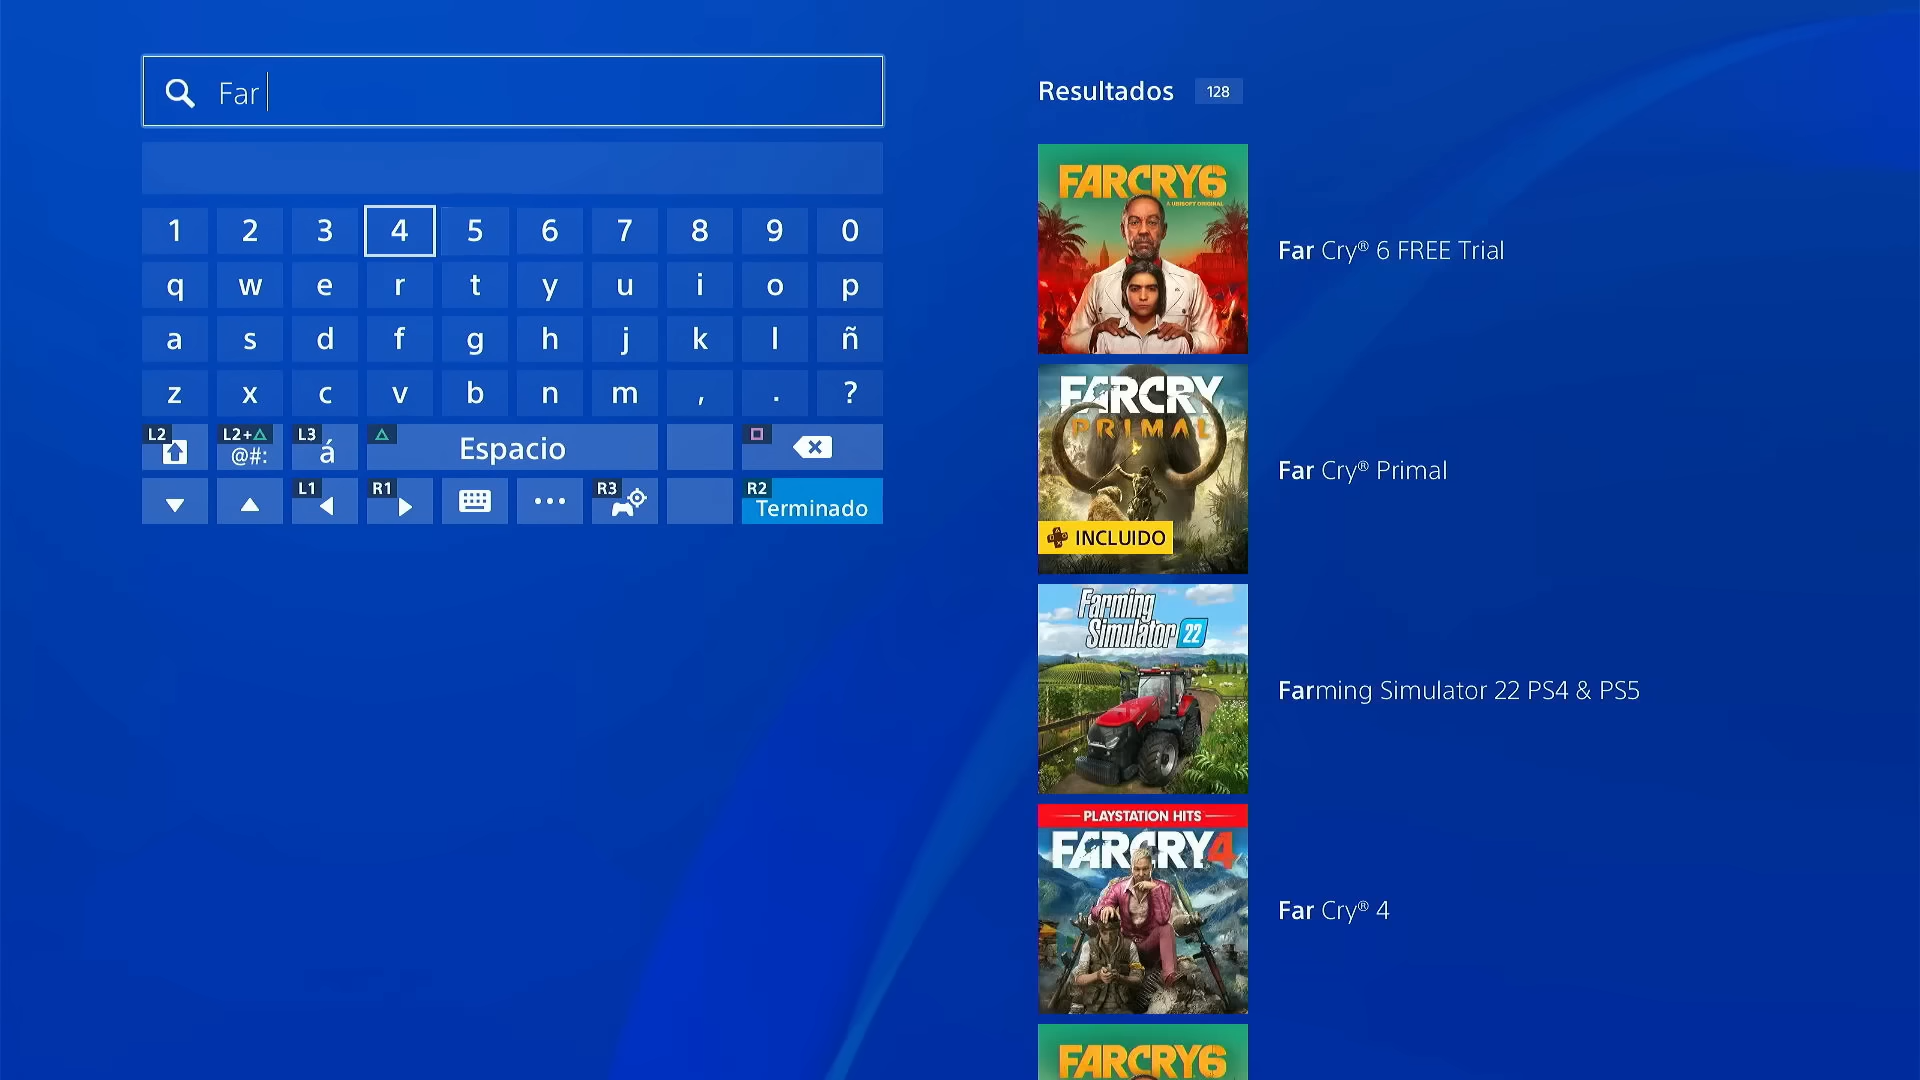 Far
1 2 3 4 5 6 7 8 9 0
q w e r t y u i o p
a s d f g h j k l ñ
z x c v b n m , . ?
L2 L2+△ @#: L3 á △ Espacio □
L1 R1 ... R3 R2 Terminado
Resultados 128
FARCRY6
A UBISOFT ORIGINAL
Far Cry® 6 FREE Trial
FARCRY
PRIMAL
INCLUIDO
Far Cry® Primal
Farming
Simulator 22
Farming Simulator 22 PS4 & PS5
PLAYSTATION HITS
FARCRY4
Far Cry® 4
FARCRY6